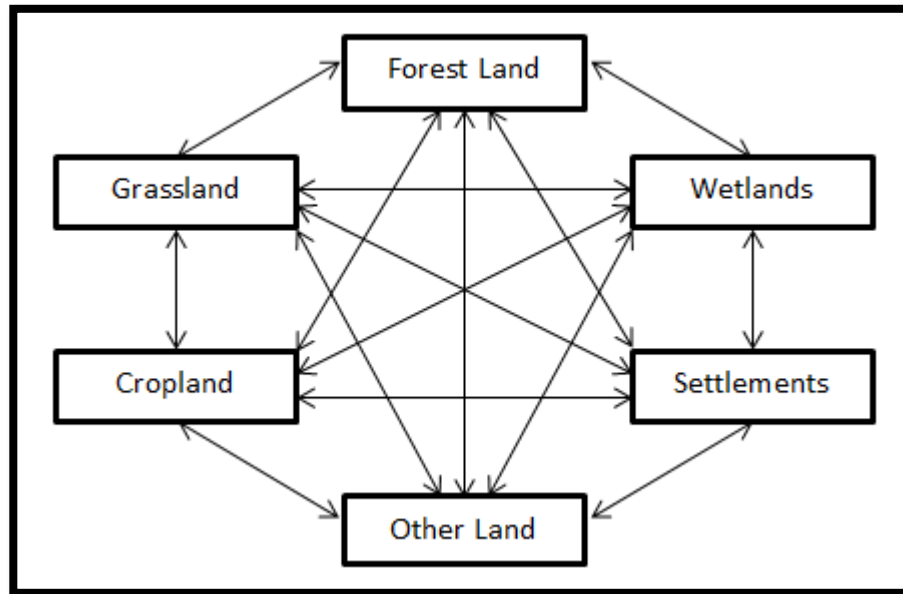 Forest Land
Grassland
Wetlands
Cropland
Settlements
Other Land